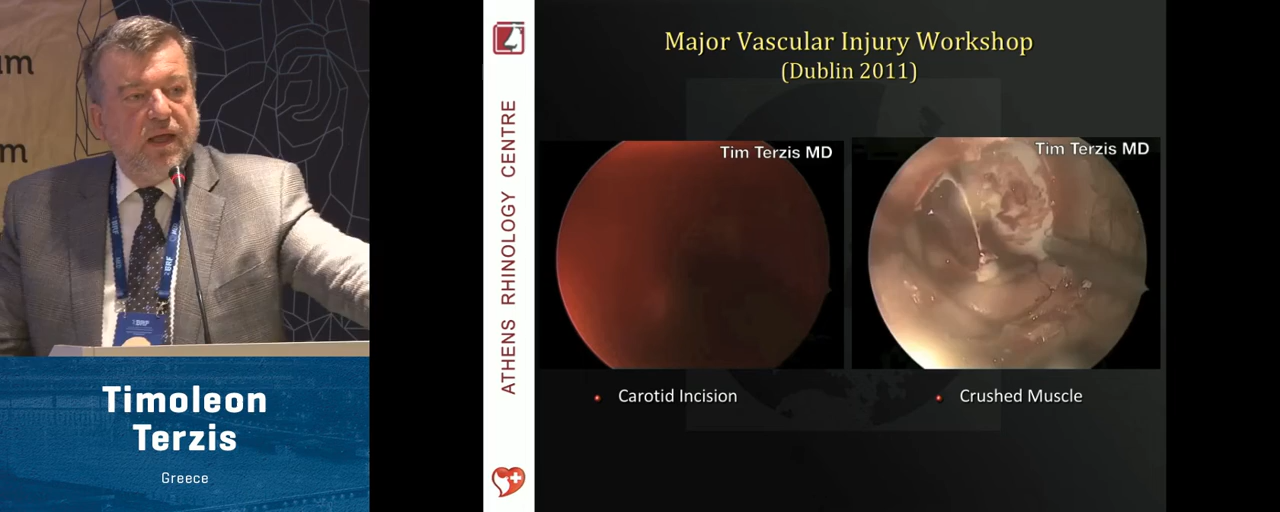 um
m
Timoleon
Terzis
Greece
ATHENS RHINOLOGY CENTRE
Major Vascular Injury Workshop
(Dublin 2011)
Tim Terzis MD
Tim Terzis MD
Carotid Incision
Crushed Muscle